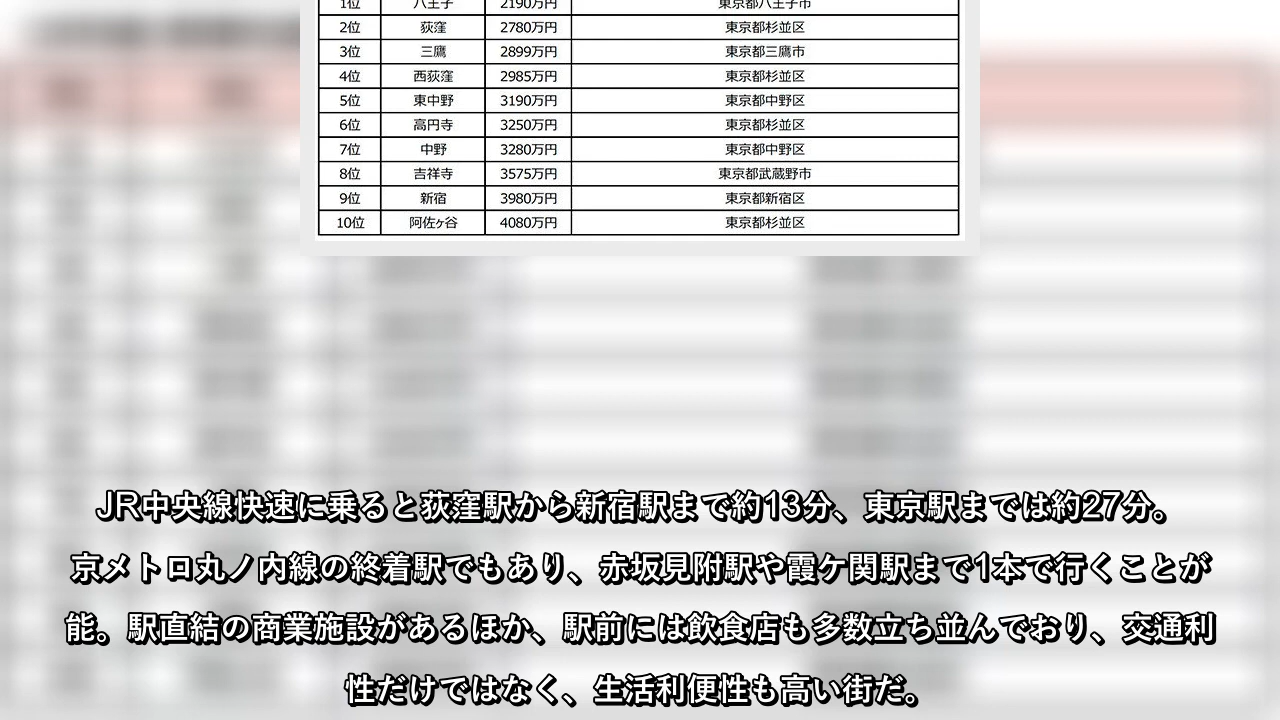 1位 八王子 2190万円 東京都八王子市
2位 荻窪 2780万円 東京都杉並区
3位 三鷹 2899万円 東京都三鷹市
4位 西荻窪 2985万円 東京都杉並区
5位 東中野 3190万円 東京都中野区
6位 高円寺 3250万円 東京都杉並区
7位 中野 3280万円 東京都中野区
8位 吉祥寺 3575万円 東京都武蔵野市
9位 新宿 3980万円 東京都新宿区
10位 阿佐ヶ谷 4080万円 東京都杉並区
JR中央線快速に乗ると荻窪駅から新宿駅まで約13分、東京駅までは約27分。
京メトロ丸ノ内線の終着駅でもあり、赤坂見附駅や霞ケ関駅まで1本で行くことが
能。駅直結の商業施設があるほか、駅前には飲食店も多数立ち並んでおり、交通利
性だけではなく、生活利便性も高い街だ。